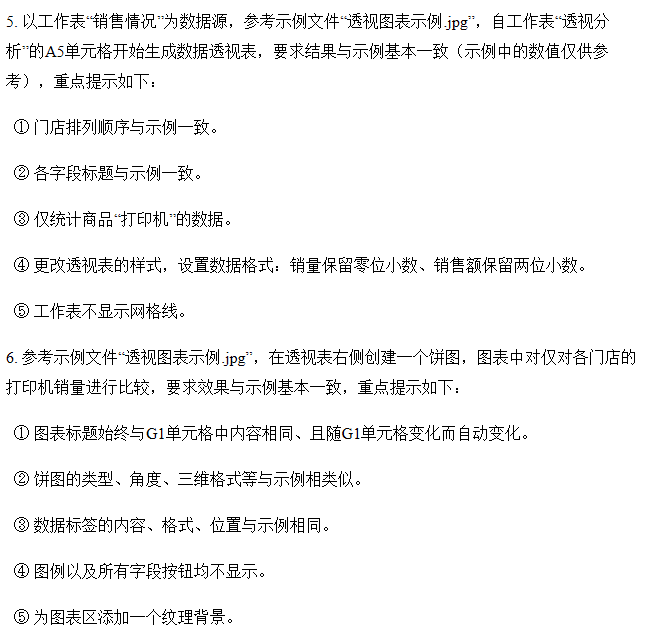 5. 以工作表“销售情况”为数据源，参考示例文件“透视图表示例.jpg”，自工作表“透视分
析”的A5单元格开始生成数据透视表，要求结果与示例基本一致（示例中的数值仅供参
考），重点提示如下：
① 门店排列顺序与示例一致。
② 各字段标题与示例一致。
③ 仅统计商品“打印机”的数据。
④ 更改透视表的样式，设置数据格式：销量保留零位小数、销售额保留两位小数。
⑤ 工作表不显示网格线。
6. 参考示例文件“透视图表示例.jpg”，在透视表右侧创建一个饼图，图表中对仅对各门店的
打印机销量进行比较，要求效果与示例基本一致，重点提示如下：
① 图表标题始终与G1单元格中内容相同、且随G1单元格变化而自动变化。
② 饼图的类型、角度、三维格式等与示例相类似。
③ 数据标签的内容、格式、位置与示例相同。
④ 图例以及所有字段按钮均不显示。
⑤ 为图表区添加一个纹理背景。